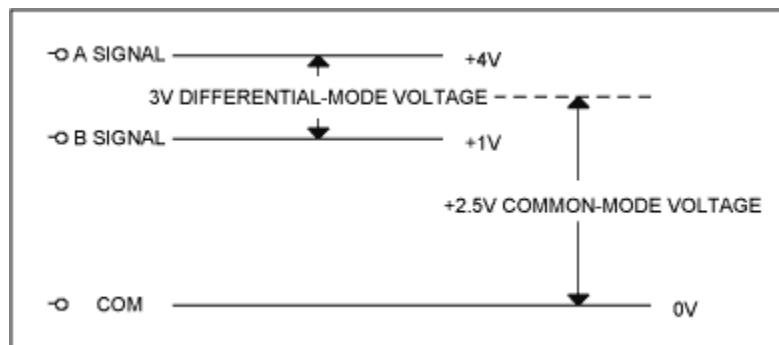 A SIGNAL
+4V
3V DIFFERENTIAL-MODE VOLTAGE
B SIGNAL
+1V
+2.5V COMMON-MODE VOLTAGE
COM
0V